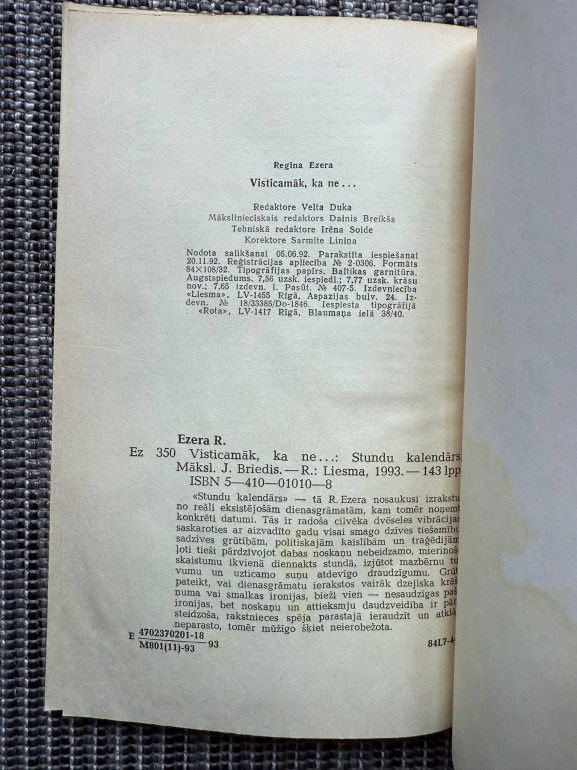 Regīna Ezera
Visticamāk, ka ne...
Redaktore Velta Duka
Mākslinieciskais redaktors Dainis Breikšs
Tehniskā redaktore Irēna Soide
Korektore Sarmīte Liniņa
Nodota salikšanai 05.06.92. Parakstīta iespiešanai
20.11.92. Reģistrācijas apliecība № 2-0306. Formāts
84×108/32. Tipogrāfijas papīrs. Baltikas garnitūra.
Augstspiedums. 7,56 uzsk. iespiedl.; 7,77 uzsk. krāsu
nov.; 7,65 izdevn. l. Pasūt. № 407-5. Izdevniecība
«Liesma», LV-1455 Rīgā, Aspazijas bulv. 24. Iz-
devn. № 18/33385/Do-1846. Iespiesta tipogrāfijā
«Rota», LV-1417 Rīgā, Blaumaņa ielā 38/40.
Ezera R.
Ez 350 Visticamāk, ka ne...: Stundu kalendārs
Māksl. J. Briedis. — R.: Liesma, 1993. — 143 lpp
ISBN 5—410—01010—8
«Stundu kalendārs» — tā R. Ezera nosaukusi izrakstu
no reāli eksistējošām dienasgrāmatām, kam tomēr noņemt
konkrēti datumi. Tās ir radoša cilvēka dvēseles vibrācijas
saskaroties ar aizvadīto gadu visai smago dzīves tiešamību
sadzīves grūtībām, politiskajām kaislībām un traģēdijām
ļoti tieši pārdzīvojot dabas noskaņu nebeidzamo, mierinošo
skaistumu ikvienā diennakts stundā, izjūtot mazbērnu tu
vumu un uzticamo suņu atdevīgo draudzīgumu. Grūt
pateikt, vai dienasgrāmatu ierakstos vairāk dzejiska krāš
ņuma vai smalkas ironijas, bieži vien — nesaudzīgas paš
ironijas, bet noskaņu un attieksmju daudzveidība ir pār
steidzoša, rakstnieces spēja parastajā ieraudzīt un atklā
neparasto, tomēr mūžīgo šķiet neierobežota.
E 4702370201-18
M801(11)-93 93
84L7-4